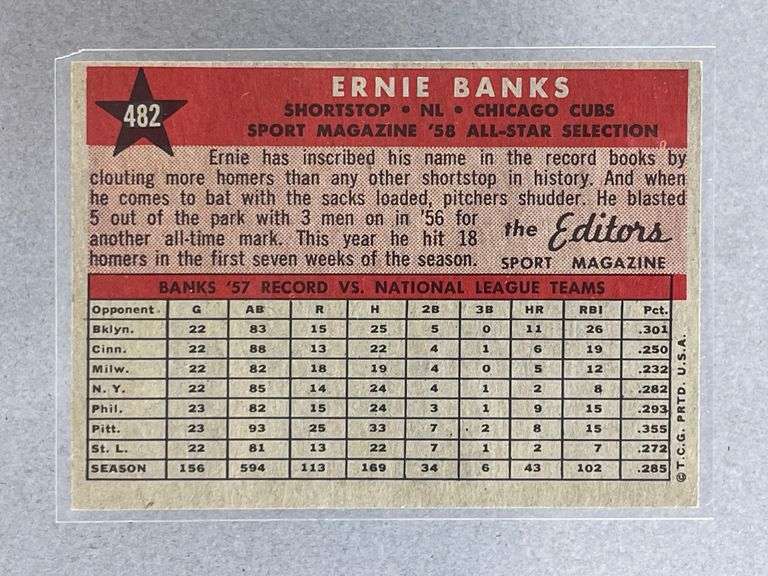 482
ERNIE BANKS
SHORTSTOP • NL • CHICAGO CUBS
SPORT MAGAZINE '58 ALL-STAR SELECTION
Ernie has inscribed his name in the record books by
clouting more homers than any other shortstop in history. And when
he comes to bat with the sacks loaded, pitchers shudder. He blasted
5 out of the park with 3 men on in '56 for
another all-time mark. This year he hit 18
homers in the first seven weeks of the season.
the Editors
SPORT MAGAZINE
BANKS '57 RECORD VS. NATIONAL LEAGUE TEAMS
Opponent G AB R H 2B 3B HR RBI Pct.
Bklyn. 22 83 15 25 5 0 11 26 .301
Cinn. 22 88 13 22 4 1 6 19 .250
Milw. 22 82 18 19 4 0 5 12 .232
N. Y. 22 85 14 24 4 1 2 8 .282
Phil. 23 82 15 24 3 1 9 15 .293
Pitt. 23 93 25 33 7 2 8 15 .355
St. L. 22 81 13 22 7 1 2 7 .272
SEASON 156 594 113 169 34 6 43 102 .285
© T.C.G. PRTD. U.S.A.